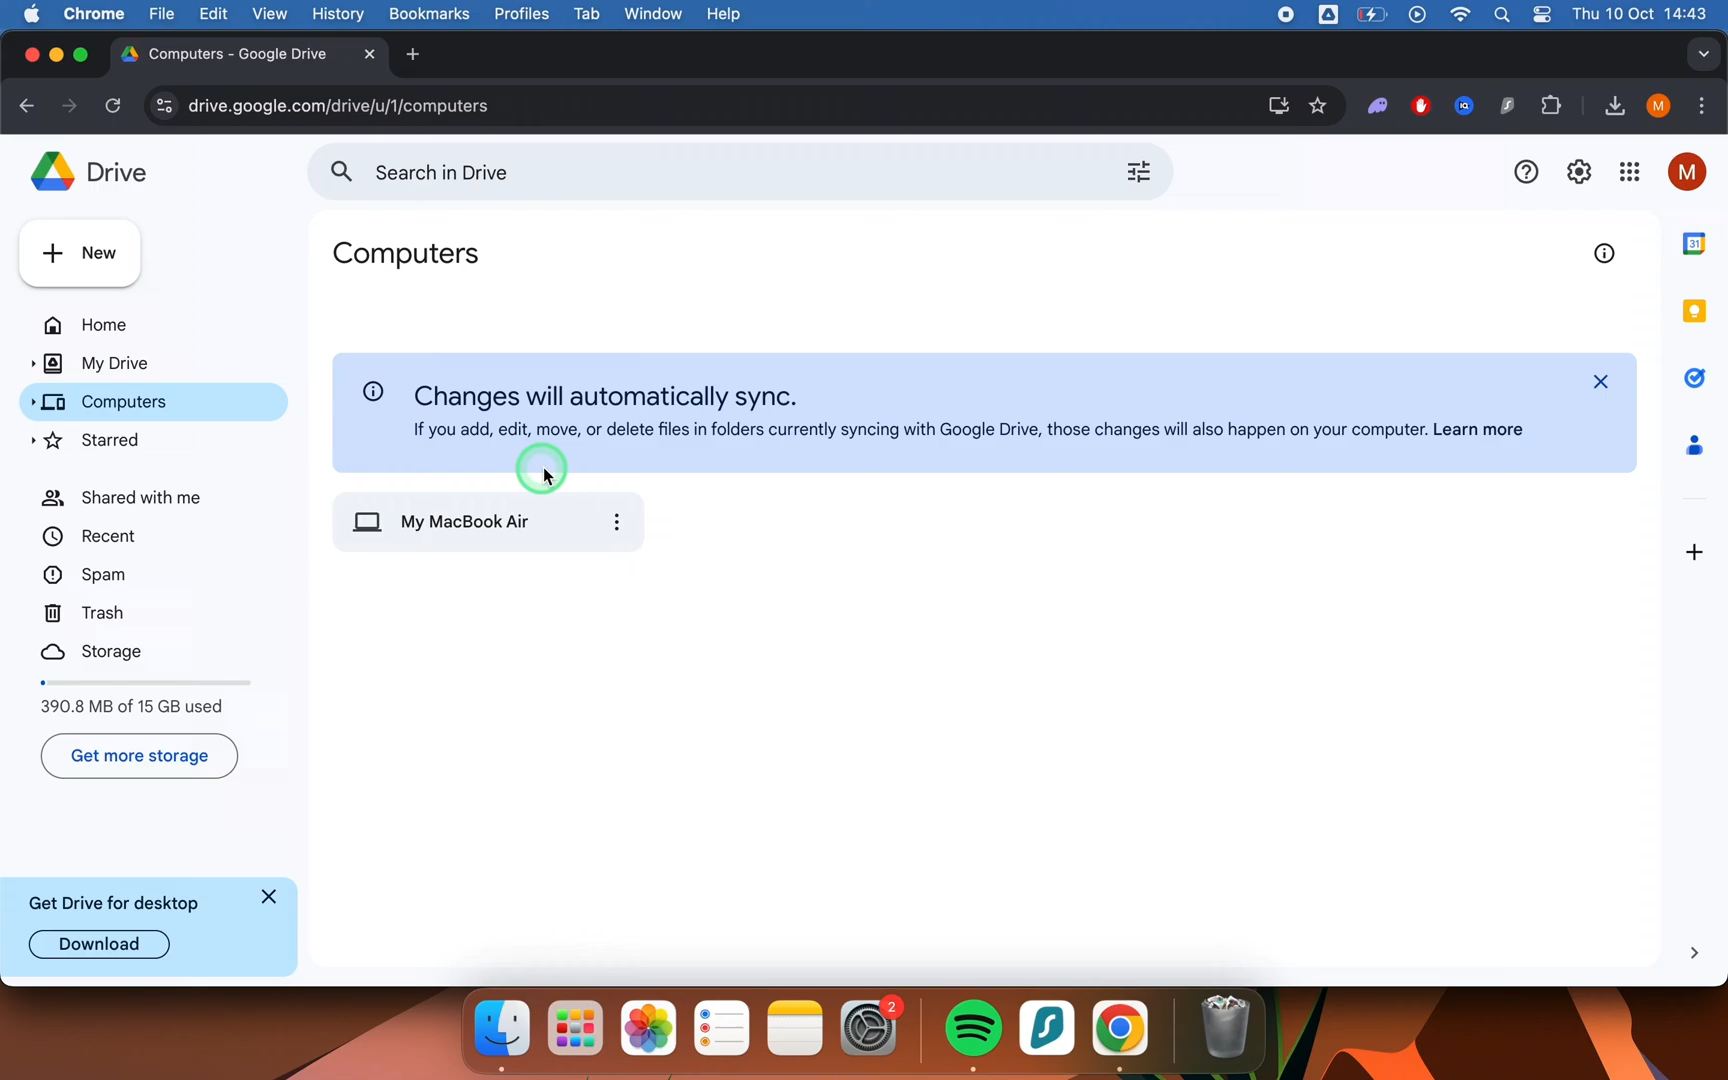 Chrome File Edit View History Bookmarks Profiles Tab Window Help Thu 10 Oct 14:43
Computers - Google Drive
drive.google.com/drive/u/1/computers
M
Drive
Search in Drive
M
New
Computers
31
Home
My Drive
Changes will automatically sync.
Computers
If you add, edit, move, or delete files in folders currently syncing with Google Drive, those changes will also happen on your computer. Learn more
Starred
Shared with me
My MacBook Air
Recent
Spam
Trash
Storage
390.8 MB of 15 GB used
Get more storage
Get Drive for desktop
Download
2